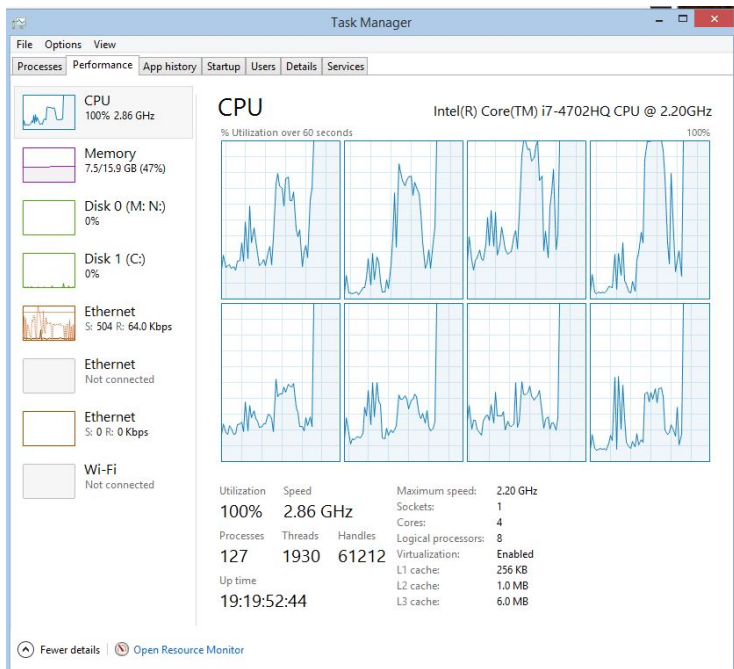 Task Manager
File Options View
Processes Performance App history Startup Users Details Services
CPU
100% 2.86 GHz
Memory
7.5/15.9 GB (47%)
Disk 0 (M: N:)
0%
Disk 1 (C:)
0%
Ethernet
S: 504 R: 64.0 Kbps
Ethernet
Not connected
Ethernet
S: 0 R: 0 Kbps
Wi-Fi
Not connected
CPU Intel(R) Core(TM) i7-4702HQ CPU @ 2.20GHz
% Utilization over 60 seconds 100%
Utilization Speed
100% 2.86 GHz
Processes Threads Handles
127 1930 61212
Up time
19:19:52:44
Maximum speed: 2.20 GHz
Sockets: 1
Cores: 4
Logical processors: 8
Virtualization: Enabled
L1 cache: 256 KB
L2 cache: 1.0 MB
L3 cache: 6.0 MB
Fewer details Open Resource Monitor